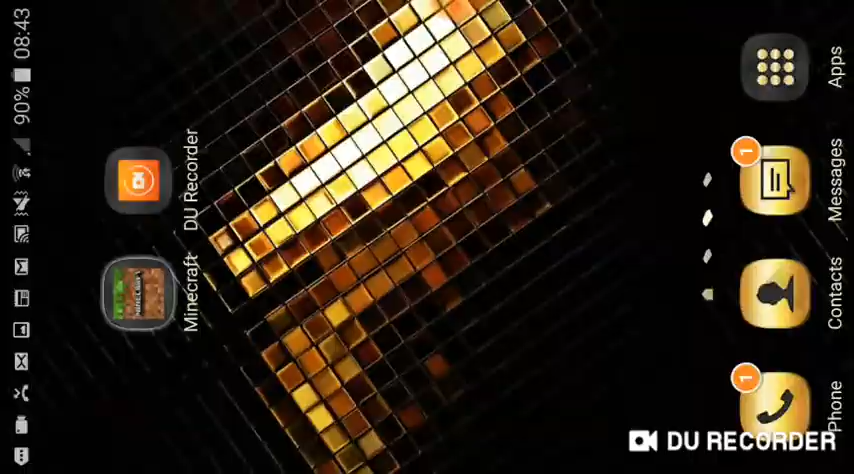 90% 08:43
Minecraft
DU Recorder
1
1
Phone
Contacts
Messages
Apps
DU RECORDER